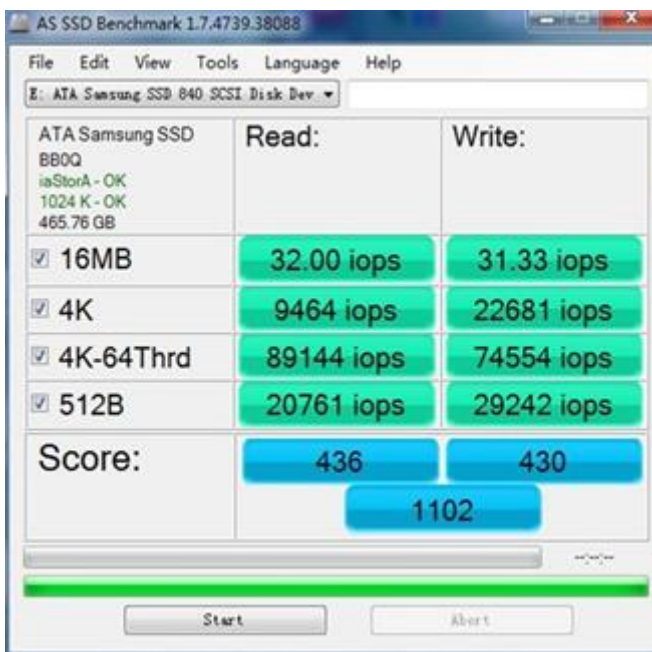 AS SSD Benchmark 1.7.4739.38088
File Edit View Tools Language Help
E: ATA Samsung SSD 840 SCSI Disk Dev
ATA Samsung SSD
BB0Q
iaStorA - OK
1024 K - OK
465.76 GB
Read: Write:
16MB 32.00 iops 31.33 iops
4K 9464 iops 22681 iops
4K-64Thrd 89144 iops 74554 iops
512B 20761 iops 29242 iops
Score: 436 430
1102
--:--:--
Start Abort